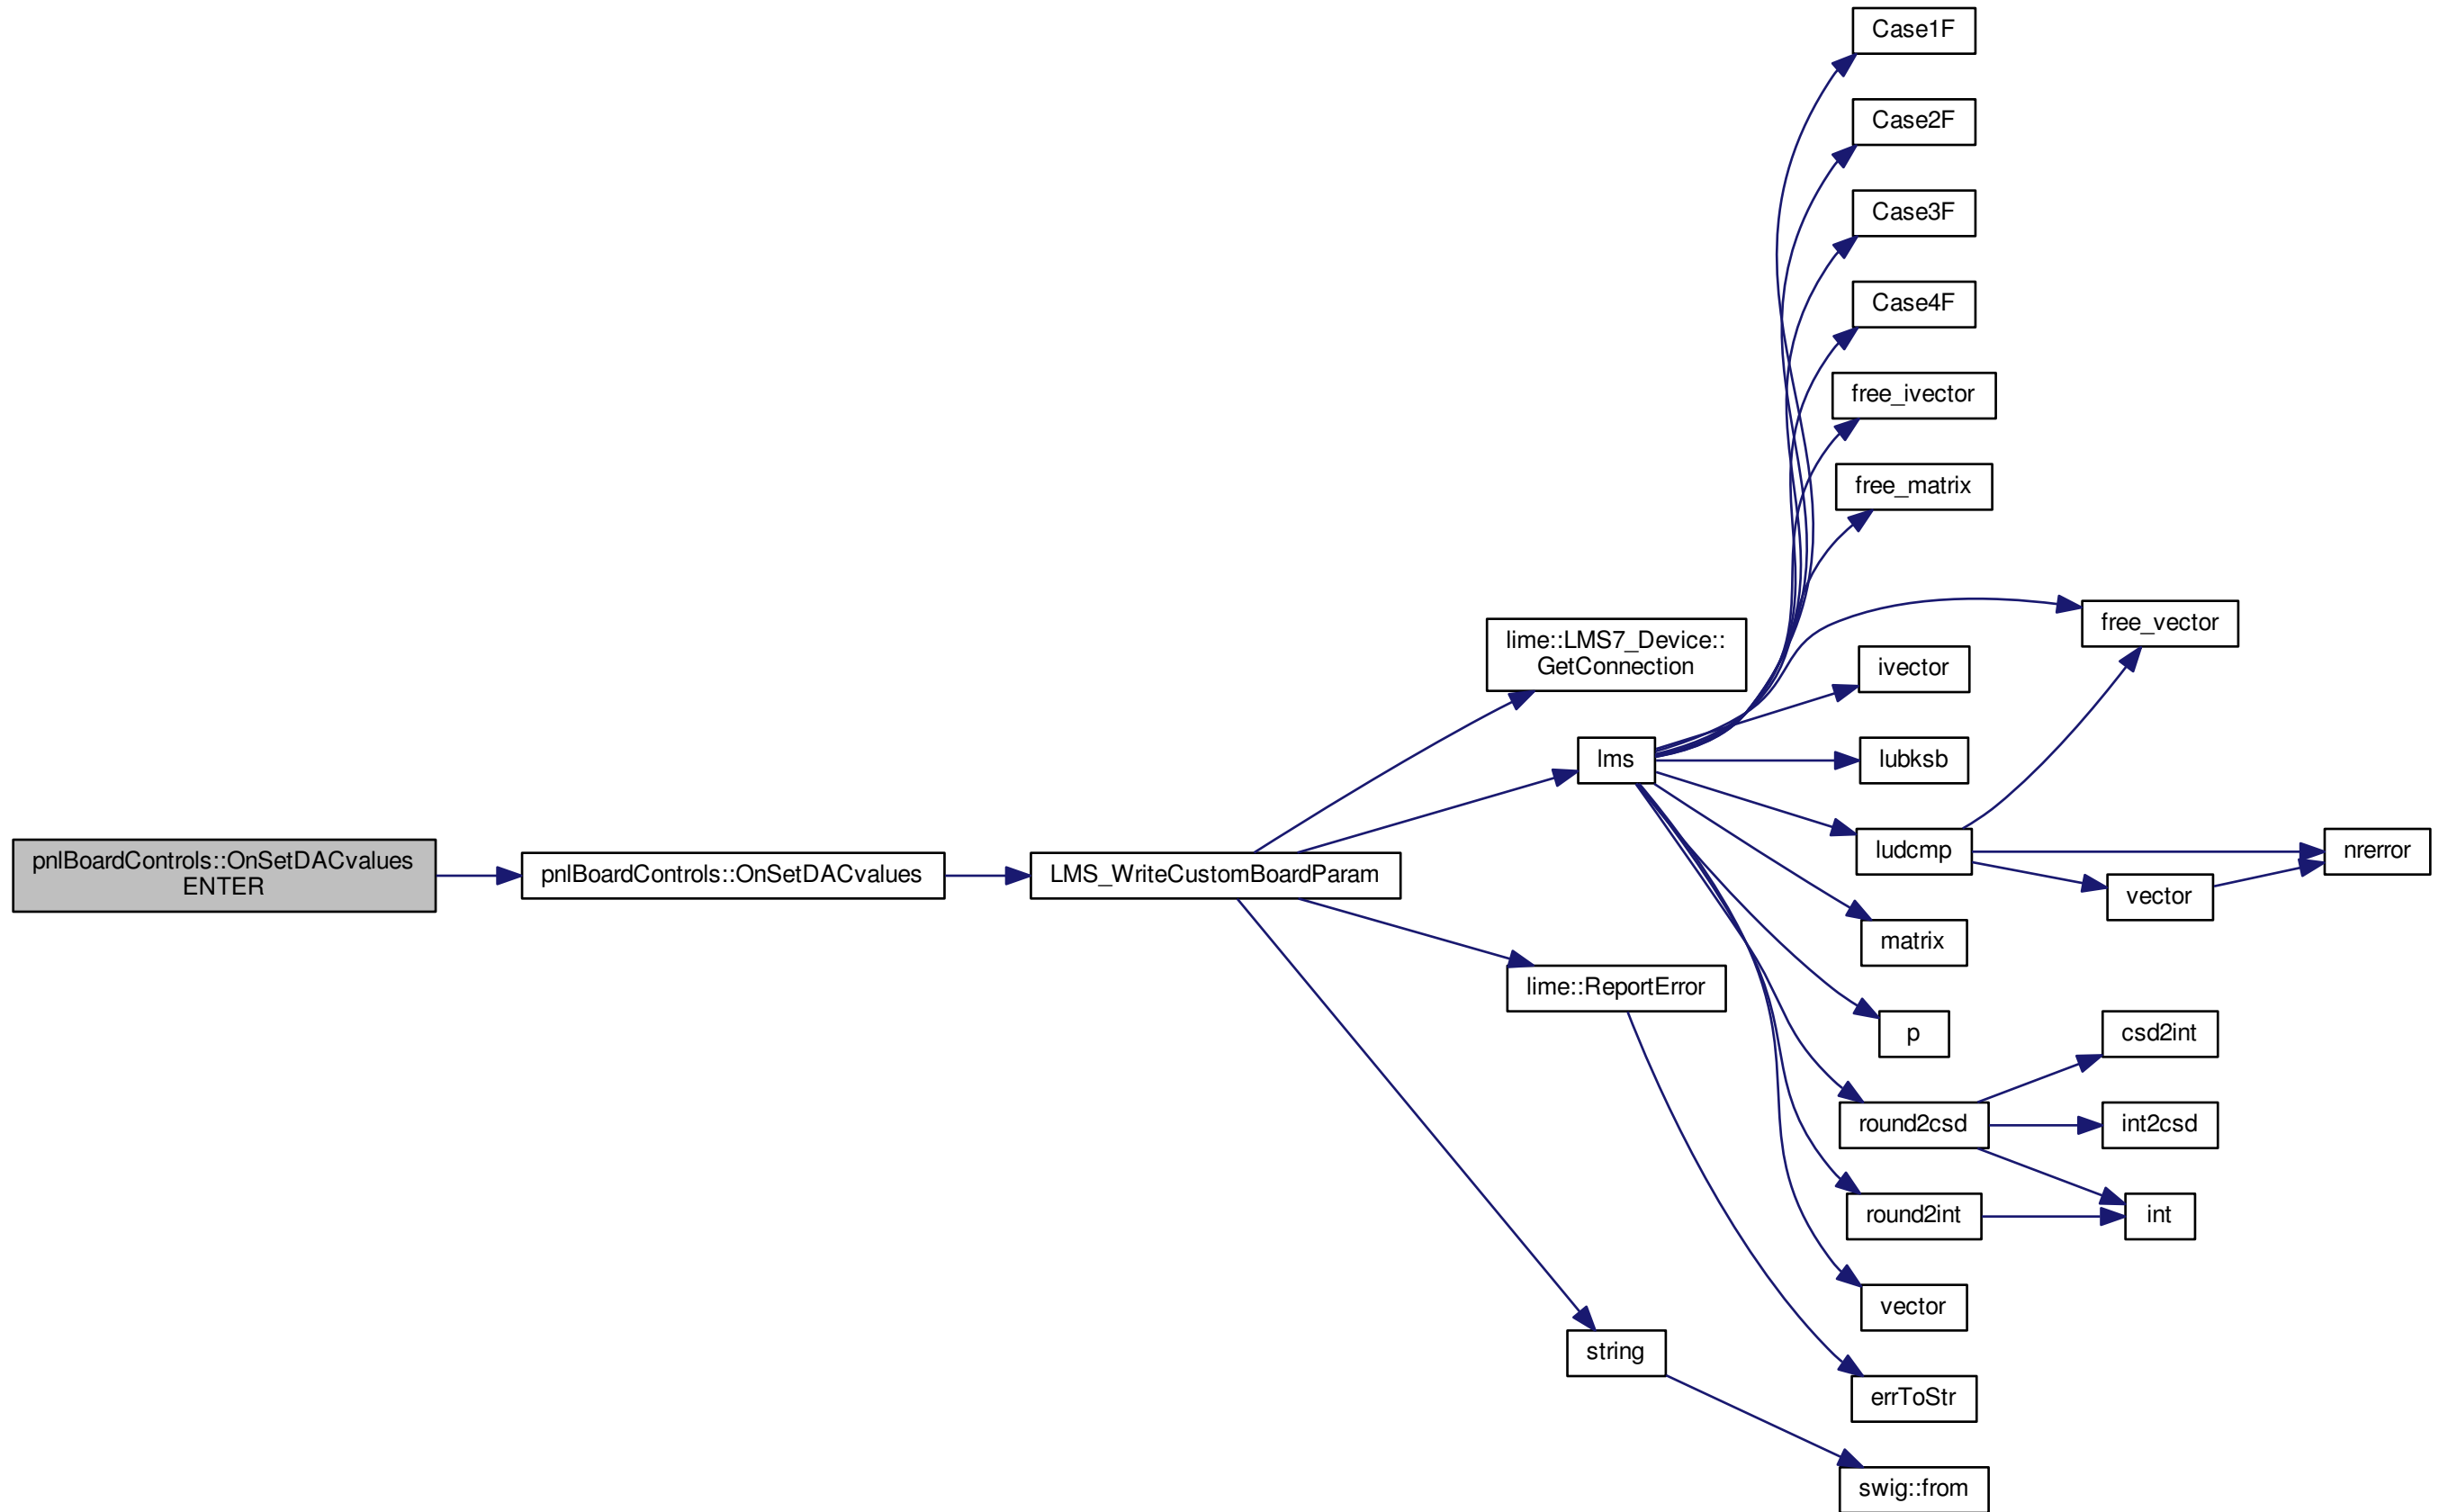 Case1F
Case2F
Case3F
Case4F
free_ivector
free_matrix
free_vector
lime::LMS7_Device::
GetConnection
ivector
lms
lubksb
pnlBoardControls::OnSetDACvalues
ENTER
pnlBoardControls::OnSetDACvalues
LMS_WriteCustomBoardParam
ludcmp
nrerror
vector
matrix
lime::ReportError
p
csd2int
round2csd
int2csd
round2int
int
vector
string
errToStr
swig::from